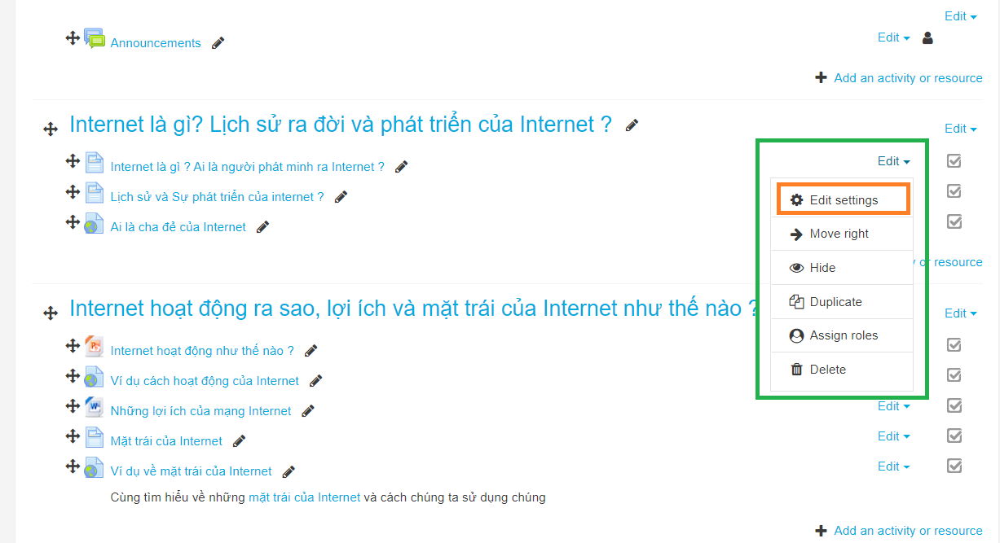 Edit
Announcements
Edit
Add an activity or resource
Internet là gì? Lịch sử ra đời và phát triển của Internet ?
Edit
Internet là gì ? Ai là người phát minh ra Internet ?
Edit
Lịch sử và Sự phát triển của internet ?
Edit settings
Ai là cha đẻ của Internet
Move right
Hide
or resource
Internet hoạt động ra sao, lợi ích và mặt trái của Internet như thế nào ?
Duplicate
Edit
Assign roles
Internet hoạt động như thế nào ?
Delete
Ví dụ cách hoạt động của Internet
Những lợi ích của mạng Internet
Edit
Mặt trái của Internet
Edit
Ví dụ về mặt trái của Internet
Edit
Cùng tìm hiểu về những mặt trái của Internet và cách chúng ta sử dụng chúng
Add an activity or resource